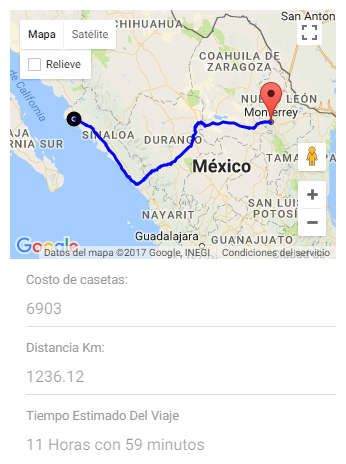 San Anton
CHIHUAHUA
Mapa
Satélite
Relieve
COAHUILA DE
ZARAGOZA
de California
NUEVO LEÓN
Monterrey
SINALOA
DURANGO
RNIA SUR
México
TAMA
SAN LUIS
POTOSÍ
NAYARIT
Guadalajara
GUANAJUATO
Google
Datos del mapa ©2017 Google, INEGI
Condiciones del servicio
Costo de casetas:
6903
Distancia Km:
1236.12
Tiempo Estimado Del Viaje
11 Horas con 59 minutos